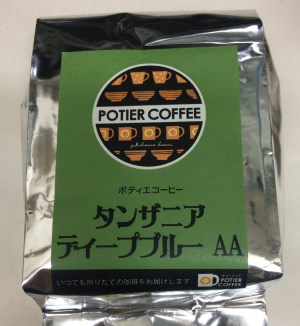 POTIER COFFEE
yokohama beans
ポティエコーヒー
タンザニア
ディープブルー AA
いつでも煎りたての珈琲をお届けします
POTIER
COFFEE